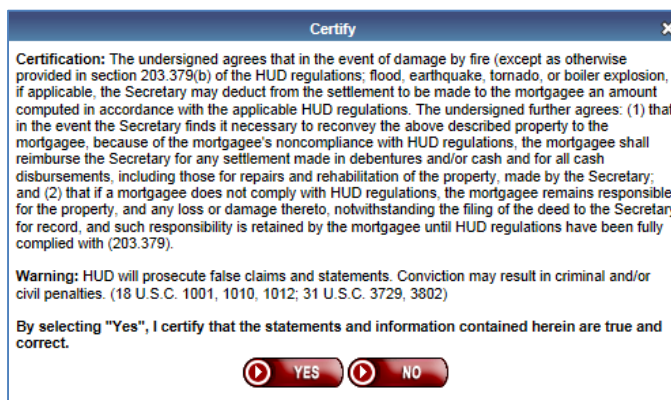 Certify
Certification: The undersigned agrees that in the event of damage by fire (except as otherwise
provided in section 203.379(b) of the HUD regulations; flood, earthquake, tornado, or boiler explosion,
if applicable, the Secretary may deduct from the settlement to be made to the mortgagee an amount
computed in accordance with the applicable HUD regulations. The undersigned further agrees: (1) that
in the event the Secretary finds it necessary to reconvey the above described property to the
mortgagee, because of the mortgagee's noncompliance with HUD regulations, the mortgagee shall
reimburse the Secretary for any settlement made in debentures and/or cash and for all cash
disbursements, including those for repairs and rehabilitation of the property, made by the Secretary;
and (2) that if a mortgagee does not comply with HUD regulations, the mortgagee remains responsible
for the property, and any loss or damage thereto, notwithstanding the filing of the deed to the Secretary
for record, and such responsibility is retained by the mortgagee until HUD regulations have been fully
complied with (203.379).
Warning: HUD will prosecute false claims and statements. Conviction may result in criminal and/or
civil penalties. (18 U.S.C. 1001, 1010, 1012; 31 U.S.C. 3729, 3802)
By selecting "Yes", I certify that the statements and information contained herein are true and
correct.
YES NO